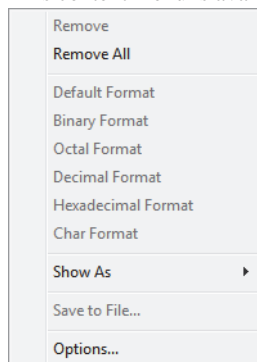 Remove
Remove All
Default Format
Binary Format
Octal Format
Decimal Format
Hexadecimal Format
Char Format
Show As
Save to File...
Options...